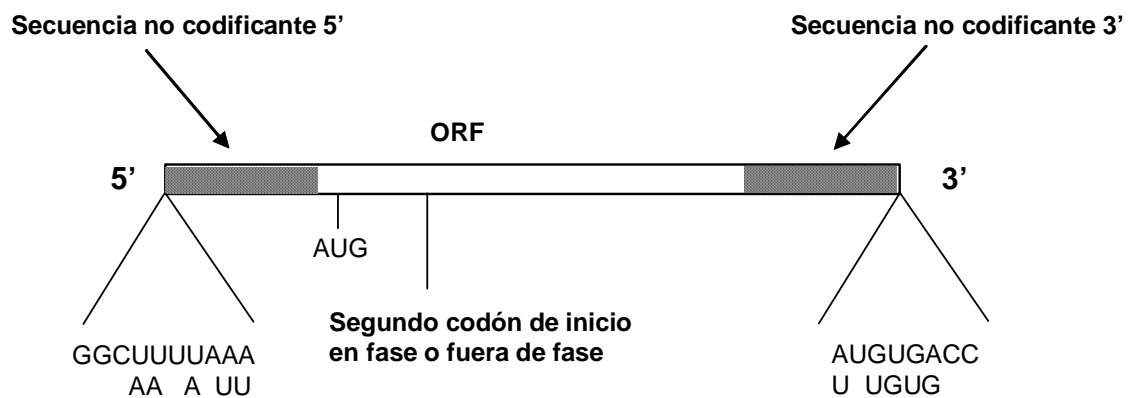 Secuencia no codificante 5’
Secuencia no codificante 3’
ORF
5’
3’
AUG
Segundo codón de inicio
en fase o fuera de fase
GGCUUUUAAA
AA A UU
AUGUGACC
U UGUG